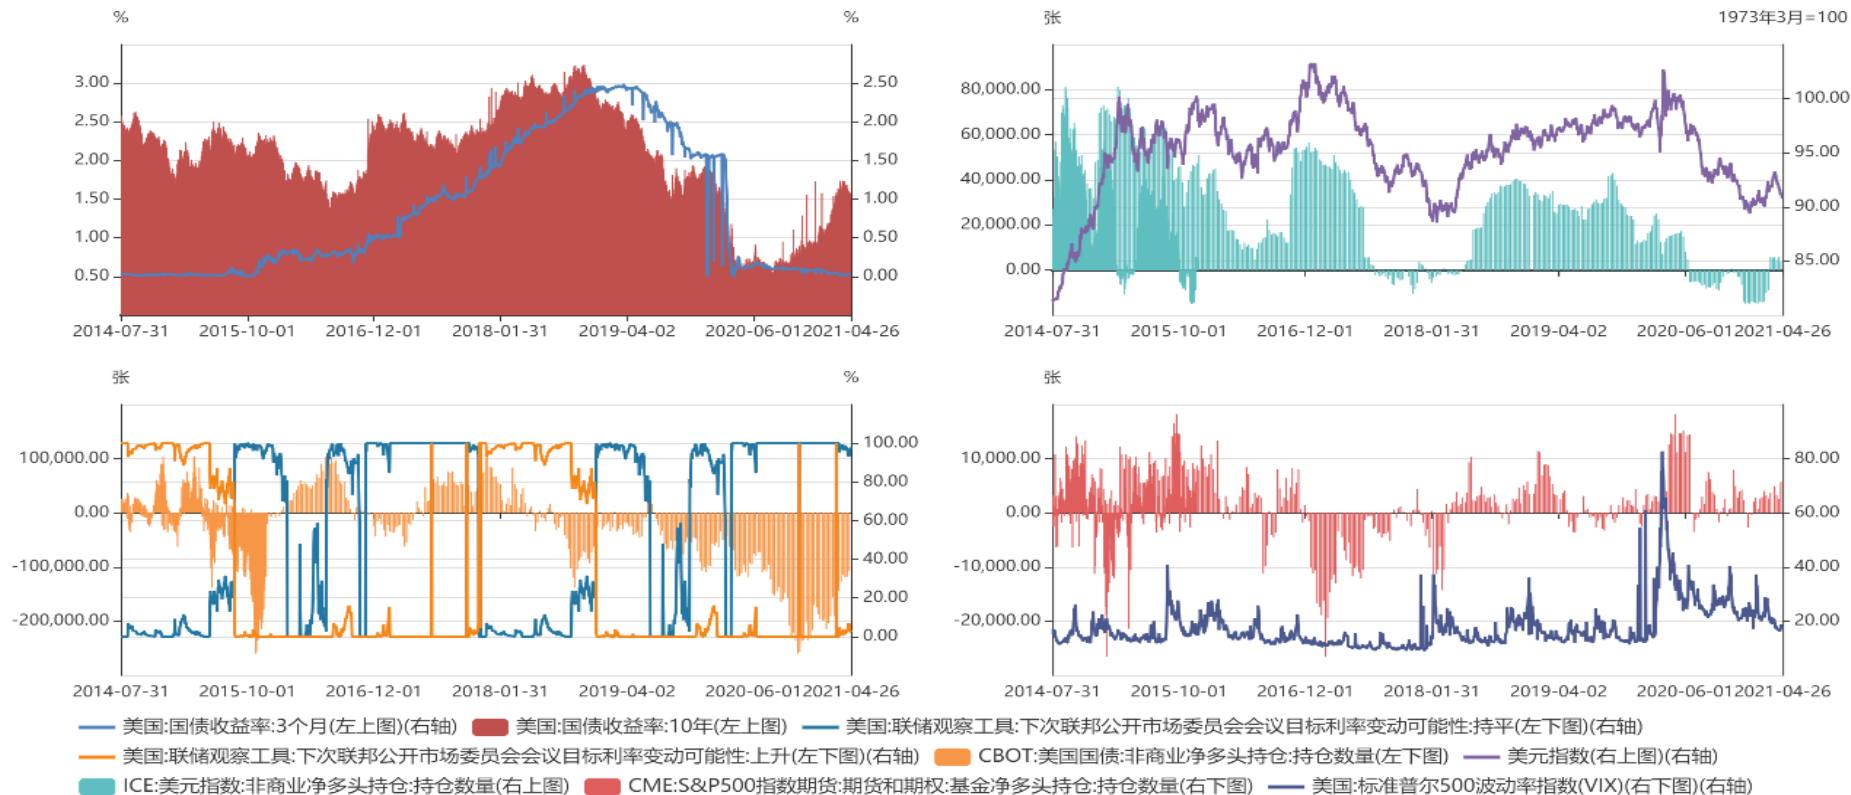 % %
3.00 2.50
2.50 2.00
2.00 1.50
1.50 1.00
1.00 0.50
0.50 0.00
2014-07-31 2015-10-01 2016-12-01 2018-01-31 2019-04-02 2020-06-01 2021-04-26
张 1973年3月=100
80,000.00 100.00
60,000.00 95.00
40,000.00 90.00
20,000.00 85.00
0.00
2014-07-31 2015-10-01 2016-12-01 2018-01-31 2019-04-02 2020-06-01 2021-04-26
张 %
100,000.00 100.00
0.00 80.00
-100,000.00 60.00
-200,000.00 40.00
20.00
0.00
2014-07-31 2015-10-01 2016-12-01 2018-01-31 2019-04-02 2020-06-01 2021-04-26
张
10,000.00 80.00
0.00 60.00
-10,000.00 40.00
-20,000.00 20.00
2014-07-31 2015-10-01 2016-12-01 2018-01-31 2019-04-02 2020-06-01 2021-04-26
美国:国债收益率:3个月(左上图)(右轴) 美国:国债收益率:10年(左上图) 美国:联储观察工具:下次联邦公开市场委员会会议目标利率变动可能性:持平(左下图)(右轴)
美国:联储观察工具:下次联邦公开市场委员会会议目标利率变动可能性:上升(左下图)(右轴) CBOT:美国国债:非商业净多头持仓:持仓数量(左下图) 美元指数(右上图)(右轴)
ICE:美元指数:非商业净多头持仓:持仓数量(右上图) CME:S&P500指数期货:期货和期权:基金净多头持仓:持仓数量(右下图) 美国:标准普尔500波动率指数(VIX)(右下图)(右轴)